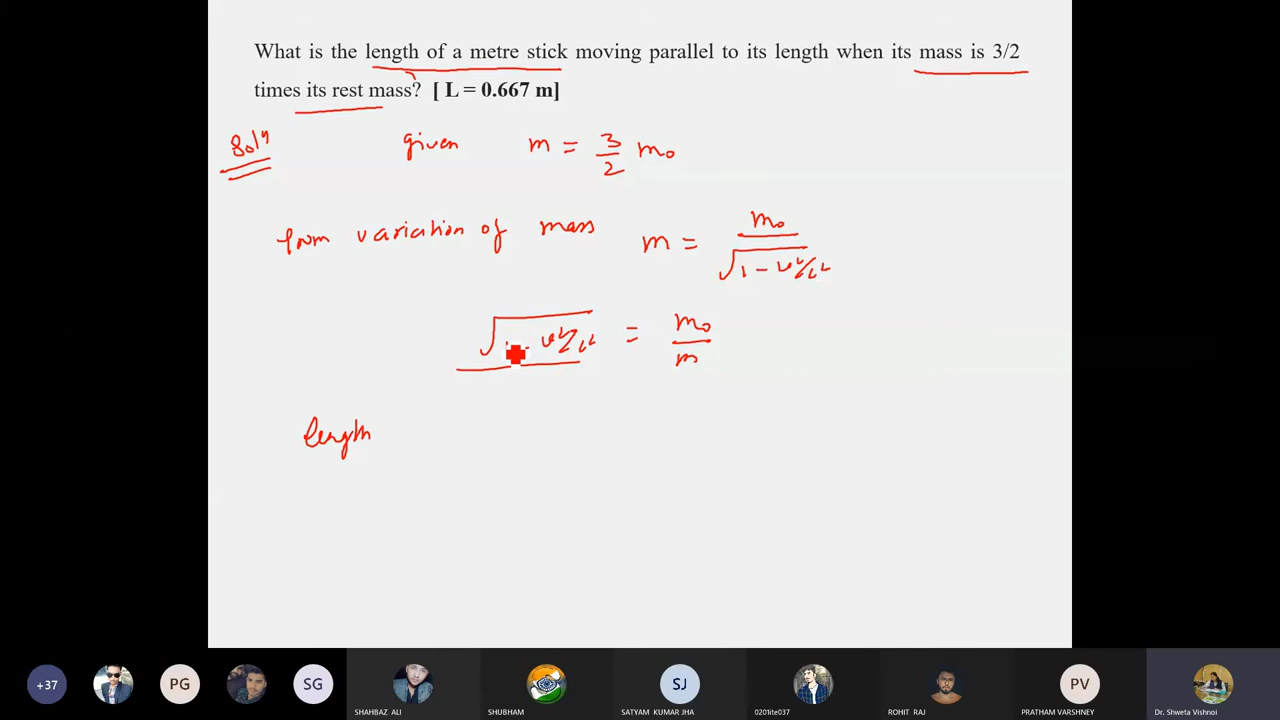 What is the length of a metre stick moving parallel to its length when its mass is 3/2
times its rest mass? [ L = 0.667 m]
Soln given m = 3/2 m₀
from variation of mass m = m₀/√(1 - v²/c²)
√(1 - v²/c²) = m₀/m
length
+37 PG SG SJ PV
SHAHBAZ ALI SHUBHAM SATYAM KUMAR JHA 0201ite037 ROHIT RAJ PRATHAM VARSHNEY Dr. Shweta Vishnoi